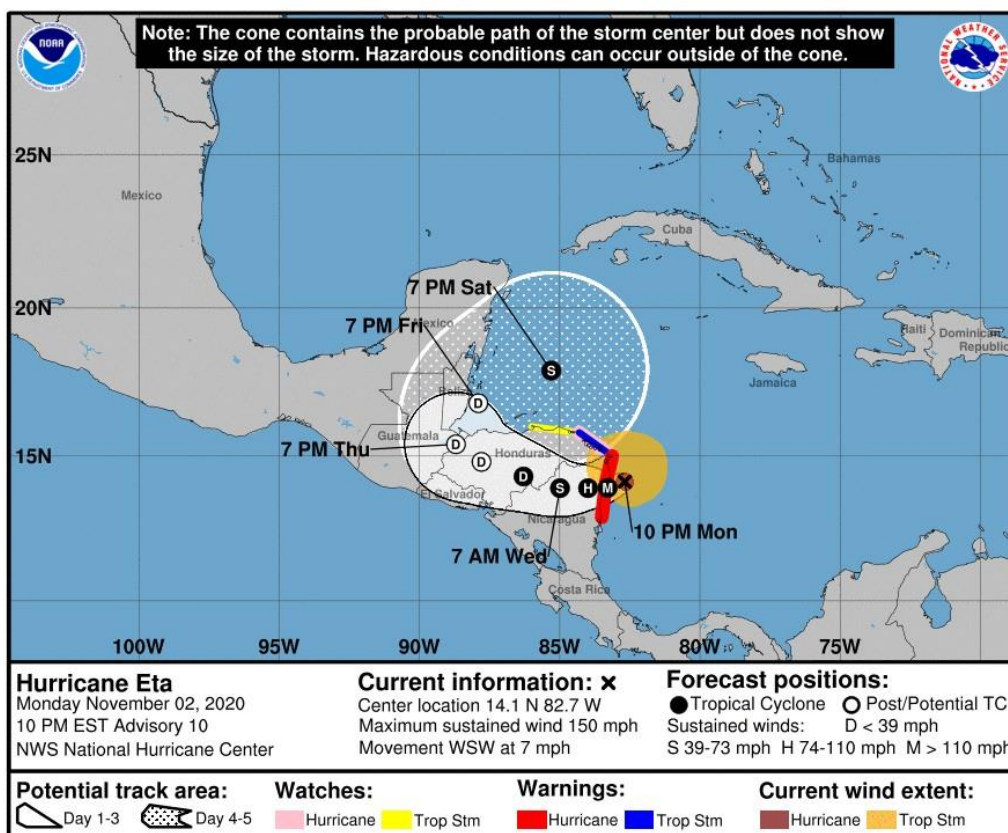 Note: The cone contains the probable path of the storm center but does not show
the size of the storm. Hazardous conditions can occur outside of the cone.
NOAA
NATIONAL WEATHER SERVICE
25N
Bahamas
Mexico
Cuba
7 PM Sat
20N
7 PM Fri
Mexico
Haiti
Dominican
Republic
Jamaica
S
Belize
D
Guatemala
7 PM Thu
D
15N
Honduras
D
D
S
H
M
El Salvador
Nicaragua
10 PM Mon
7 AM Wed
Costa Rica
100W
95W
90W
85W
80W
75W
Hurricane Eta
Monday November 02, 2020
10 PM EST Advisory 10
NWS National Hurricane Center
Current information: ×
Center location 14.1 N 82.7 W
Maximum sustained wind 150 mph
Movement WSW at 7 mph
Forecast positions:
Tropical Cyclone Post/Potential TC
Sustained winds: D < 39 mph
S 39-73 mph H 74-110 mph M > 110 mph
Potential track area:
Day 1-3 Day 4-5
Watches:
Hurricane Trop Stm
Warnings:
Hurricane Trop Stm
Current wind extent:
Hurricane Trop Stm